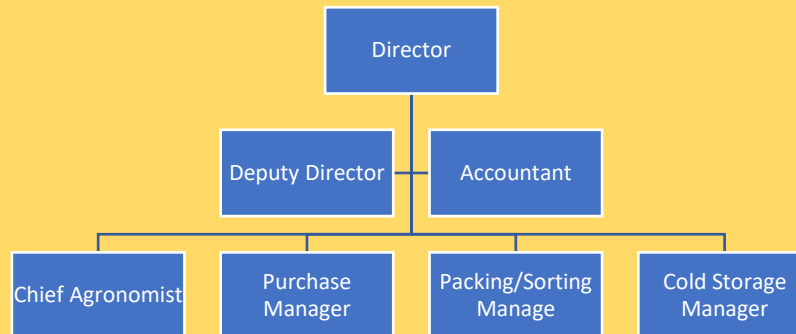 Director
Deputy Director
Accountant
Chief Agronomist
Purchase
Manager
Packing/Sorting
Manage
Cold Storage
Manager